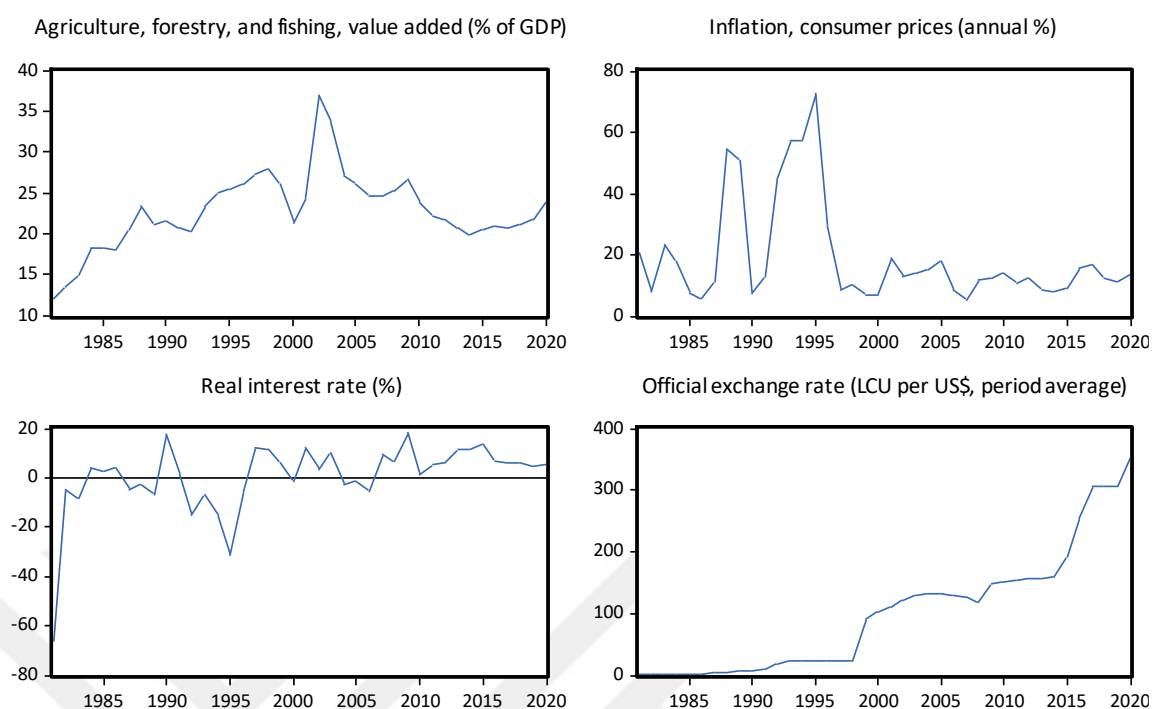 Agriculture, forestry, and fishing, value added (% of GDP)
40
35
30
25
20
15
10
1985 1990 1995 2000 2005 2010 2015 2020
Inflation, consumer prices (annual %)
80
60
40
20
0
1985 1990 1995 2000 2005 2010 2015 2020
Real interest rate (%)
20
0
-20
-40
-60
-80
1985 1990 1995 2000 2005 2010 2015 2020
Official exchange rate (LCU per US$, period average)
400
300
200
100
0
1985 1990 1995 2000 2005 2010 2015 2020